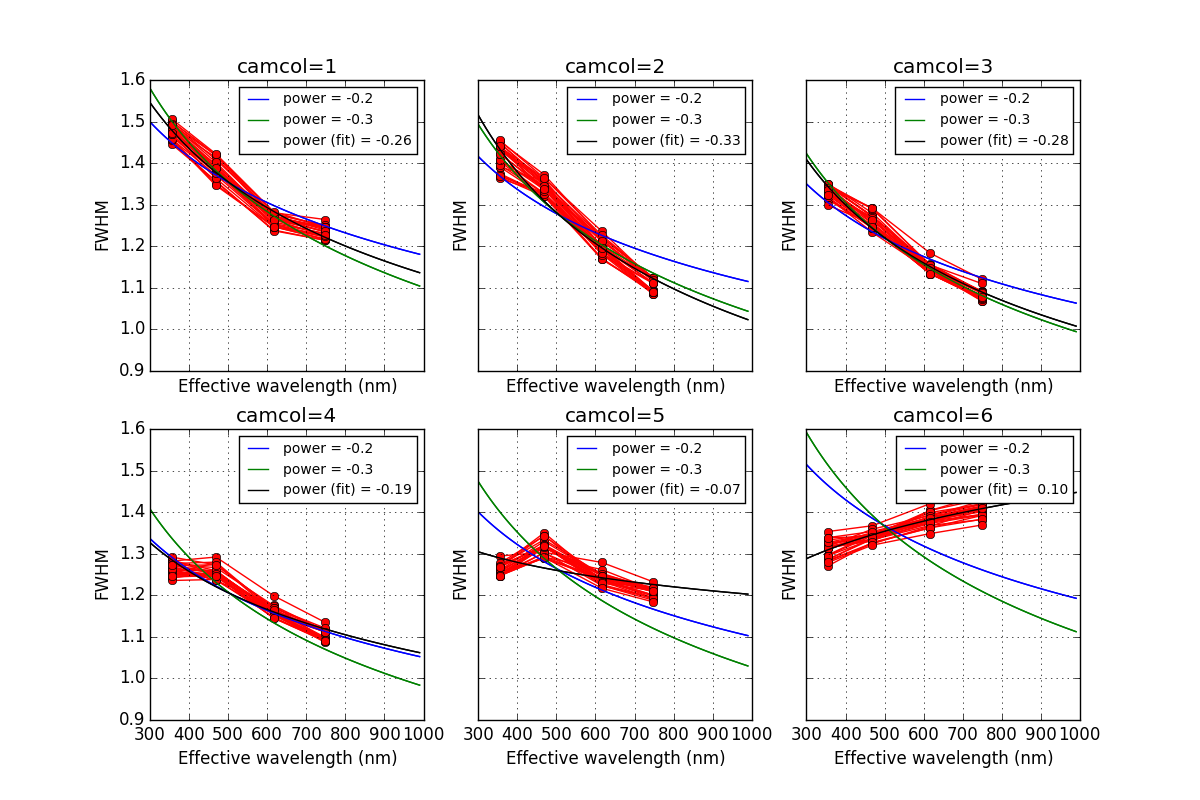 camcol=1
camcol=2
camcol=3
1.6
1.5
1.4
1.3
1.2
1.1
1.0
0.9
FWHM
power = -0.2
power = -0.3
power (fit) = -0.26
Effective wavelength (nm)
FWHM
power = -0.2
power = -0.3
power (fit) = -0.33
Effective wavelength (nm)
FWHM
power = -0.2
power = -0.3
power (fit) = -0.28
Effective wavelength (nm)
camcol=4
camcol=5
camcol=6
1.6
1.5
1.4
1.3
1.2
1.1
1.0
0.9
FWHM
power = -0.2
power = -0.3
power (fit) = -0.19
300 400 500 600 700 800 900 1000
Effective wavelength (nm)
FWHM
power = -0.2
power = -0.3
power (fit) = -0.07
300 400 500 600 700 800 900 1000
Effective wavelength (nm)
FWHM
power = -0.2
power = -0.3
power (fit) =  0.10
300 400 500 600 700 800 900 1000
Effective wavelength (nm)